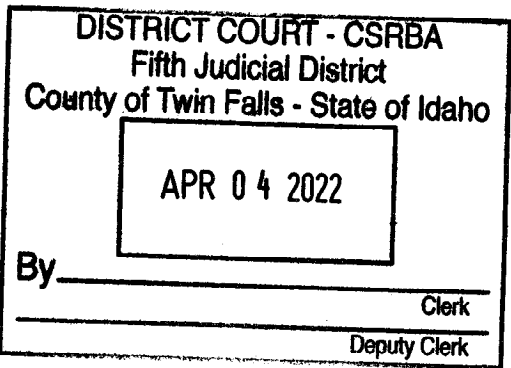 DISTRICT COURT - CSRBA
Fifth Judicial District
County of Twin Falls - State of Idaho
APR 04 2022
By
Clerk
Deputy Clerk